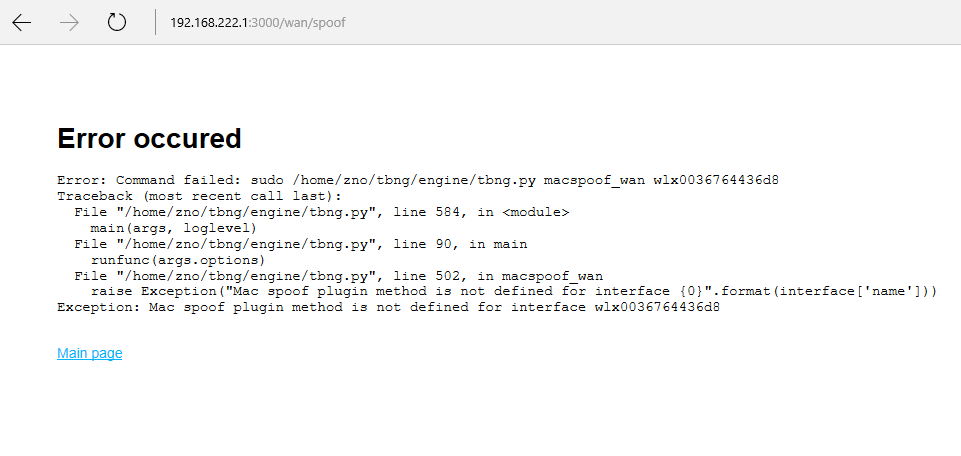 192.168.222.1:3000/wan/spoof
Error occured
Error: Command failed: sudo /home/zno/tbng/engine/tbng.py macspoof_wan wlx0036764436d8
Traceback (most recent call last):
  File "/home/zno/tbng/engine/tbng.py", line 584, in <module>
    main(args, loglevel)
  File "/home/zno/tbng/engine/tbng.py", line 90, in main
    runfunc(args.options)
  File "/home/zno/tbng/engine/tbng.py", line 502, in macspoof_wan
    raise Exception("Mac spoof plugin method is not defined for interface {0}".format(interface['name']))
Exception: Mac spoof plugin method is not defined for interface wlx0036764436d8
Main page